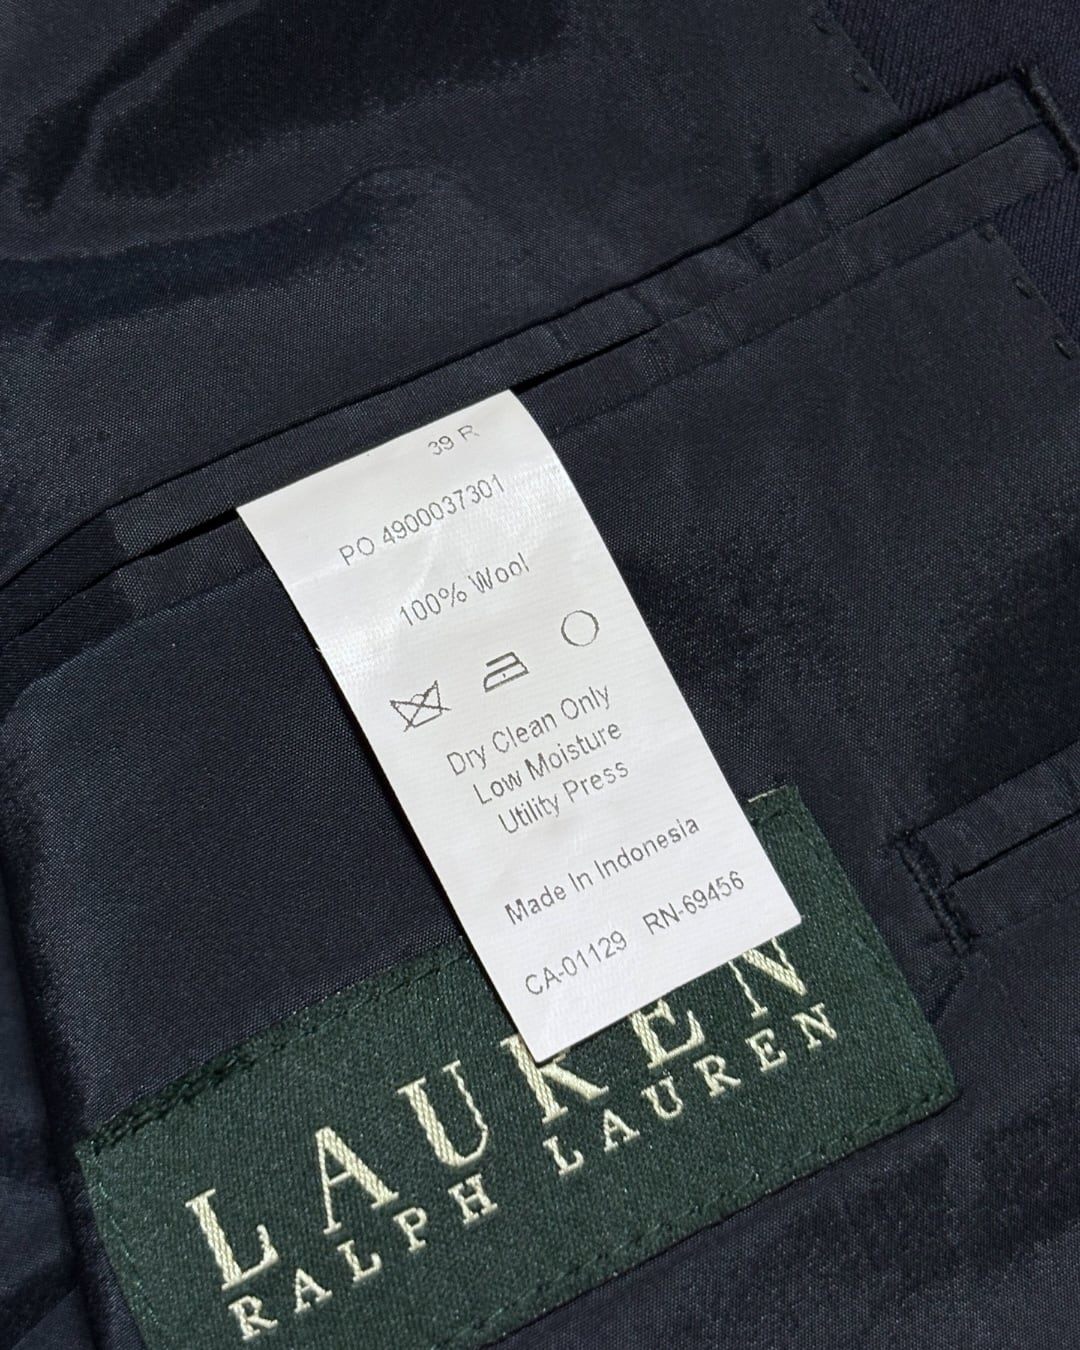 39 R
PO 4900037301
100% Wool
Dry Clean Only
Low Moisture
Utility Press
Made In Indonesia
CA-01129 RN-69456
LAUREN
RALPH LAUREN